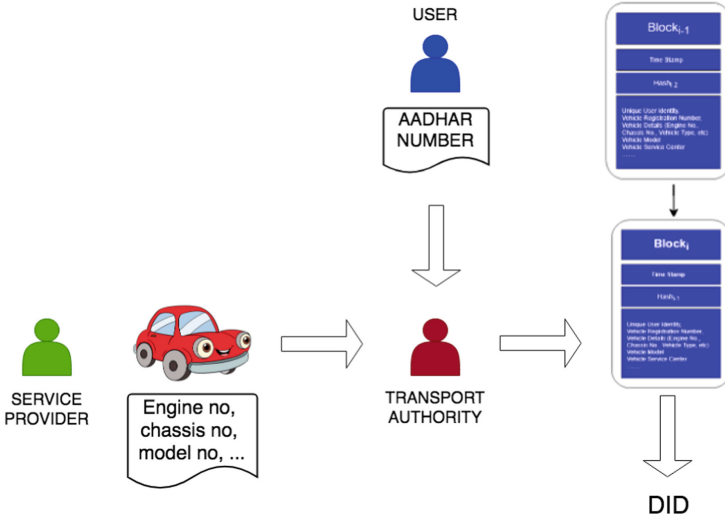 USER
AADHAR
NUMBER
Block i-1
Time Stamp
Hash i-2
Unique User Identity,
Vehicle Registration Number,
Vehicle Details (Engine No.,
Chassis No., Vehicle Type, etc)
Vehicle Model
Vehicle Service Center
......
Block i
Time Stamp
Hash i-1
Unique User Identity,
Vehicle Registration Number,
Vehicle Details (Engine No.,
Chassis No., Vehicle Type, etc)
Vehicle Model
Vehicle Service Center
......
SERVICE
PROVIDER
Engine no,
chassis no,
model no, ...
TRANSPORT
AUTHORITY
DID